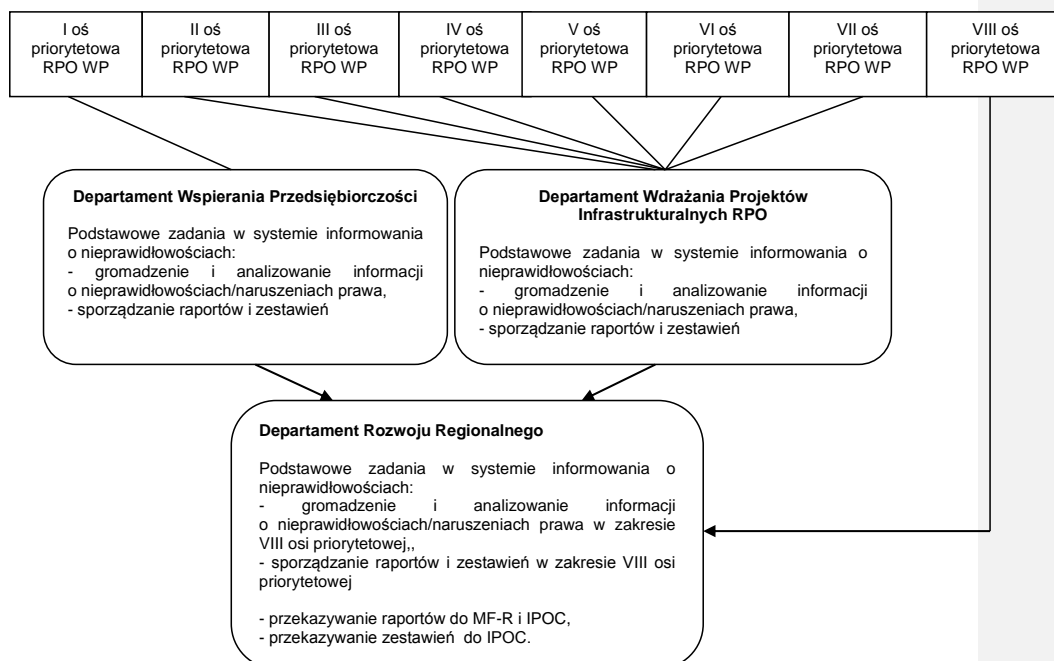 I oś
priorytetowa
RPO WP
II oś
priorytetowa
RPO WP
III oś
priorytetowa
RPO WP
IV oś
priorytetowa
RPO WP
V oś
priorytetowa
RPO WP
VI oś
priorytetowa
RPO WP
VII oś
priorytetowa
RPO WP
VIII oś
priorytetowa
RPO WP
Departament Wspierania Przedsiębiorczości
Podstawowe zadania w systemie informowania
o nieprawidłowościach:
- gromadzenie i analizowanie informacji
o nieprawidłowościach/naruszeniach prawa,
- sporządzanie raportów i zestawień
Departament Wdrażania Projektów
Infrastrukturalnych RPO
Podstawowe zadania w systemie informowania o
nieprawidłowościach:
- gromadzenie i analizowanie informacji
o nieprawidłowościach/naruszeniach prawa,
- sporządzanie raportów i zestawień
Departament Rozwoju Regionalnego
Podstawowe zadania w systemie informowania o
nieprawidłowościach:
- gromadzenie i analizowanie informacji
o nieprawidłowościach/naruszeniach prawa w zakresie
VIII osi priorytetowej,,
- sporządzanie raportów i zestawień w zakresie VIII osi
priorytetowej
- przekazywanie raportów do MF-R i IPOC,
- przekazywanie zestawień do IPOC.